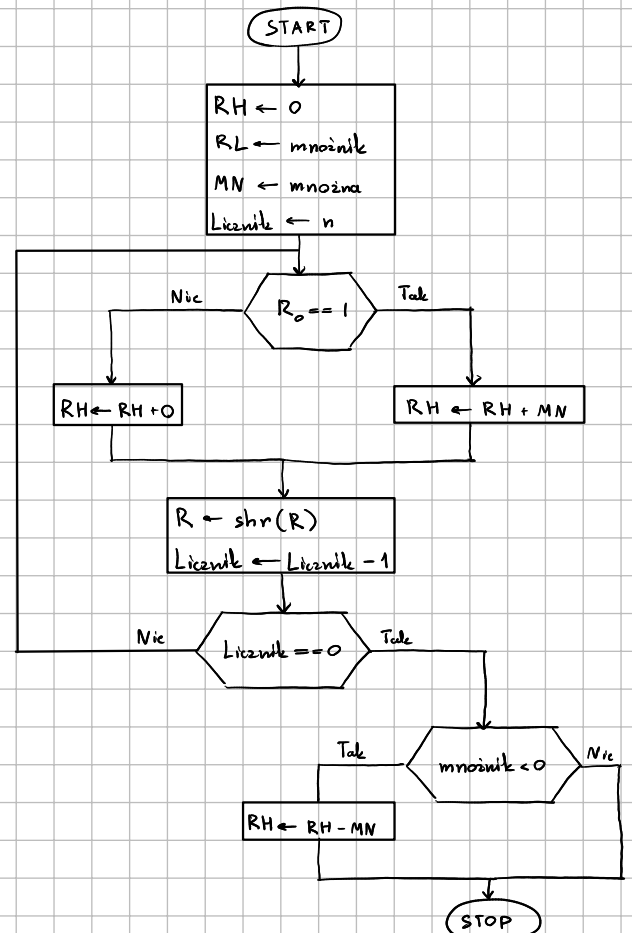 START
RH ← 0
RL ← mnożnik
MN ← mnożna
Licznik ← n
Nie
R₀ == 1
Tak
RH ← RH + 0
RH ← RH + MN
R ← shr(R)
Licznik ← Licznik - 1
Nie
Licznik == 0
Tak
Tak
mnożnik < 0
Nie
RH ← RH - MN
STOP